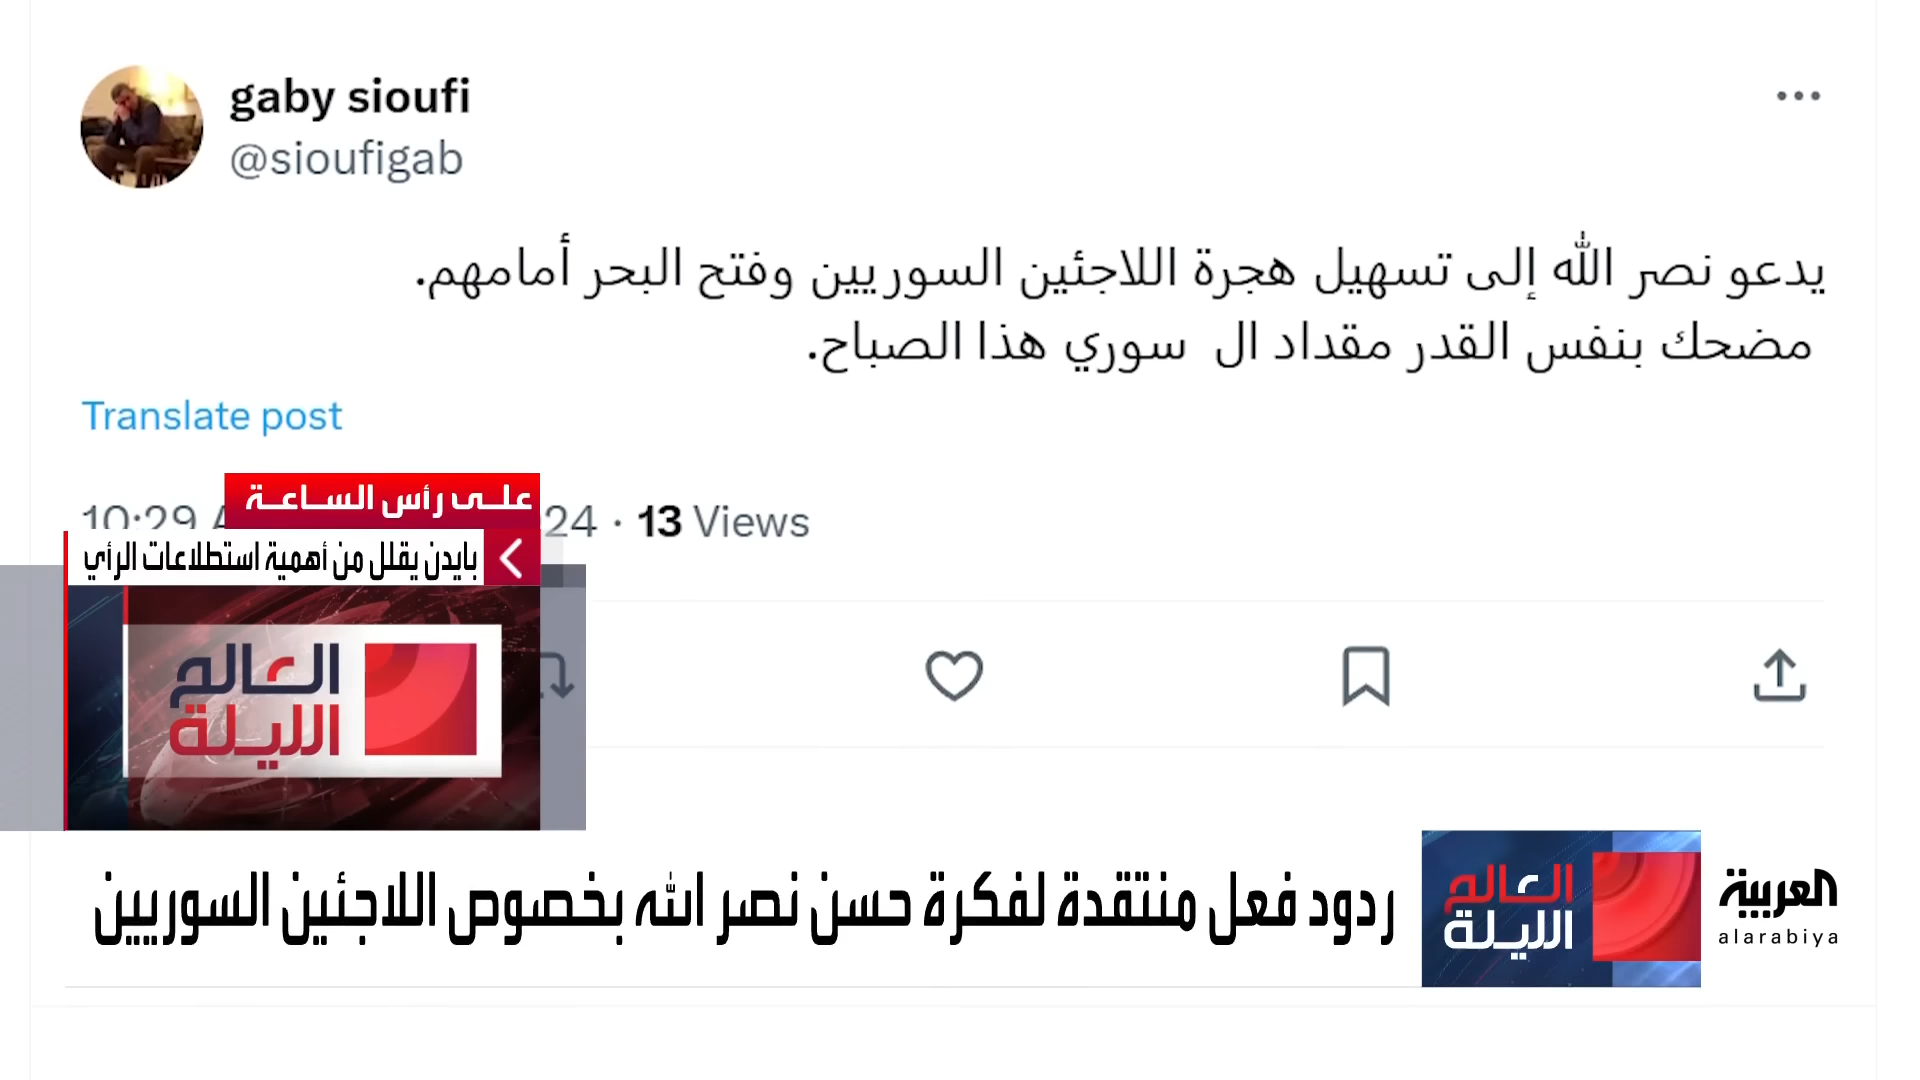 gaby sioufi
@sioufigab
يدعو نصر الله إلى تسهيل هجرة اللاجئين السوريين وفتح البحر أمامهم.
مضحك بنفس القدر مقداد ال سوري هذا الصباح.
Translate post
10:29 A
24 · 13 Views
على رأس الساعة
بايدن يقلل من أهمية استطلاعات الرأي
العالم
الليلة
ردود فعل منتقدة لفكرة حسن نصر الله بخصوص اللاجئين السوريين
العالم
الليلة
العربية
alarabiya